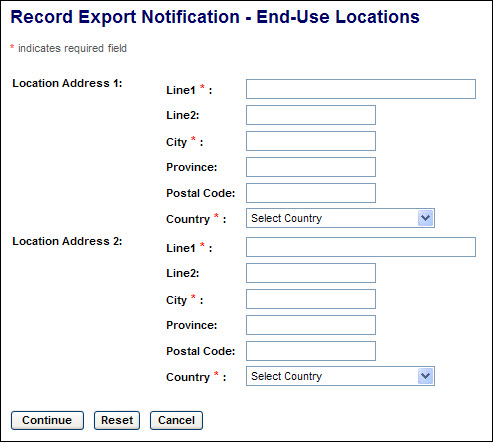 Record Export Notification - End-Use Locations
* indicates required field
Location Address 1:
Line1 * :
Line2:
City * :
Province:
Postal Code:
Country * : Select Country
Location Address 2:
Line1 * :
Line2:
City * :
Province:
Postal Code:
Country * : Select Country
Continue Reset Cancel